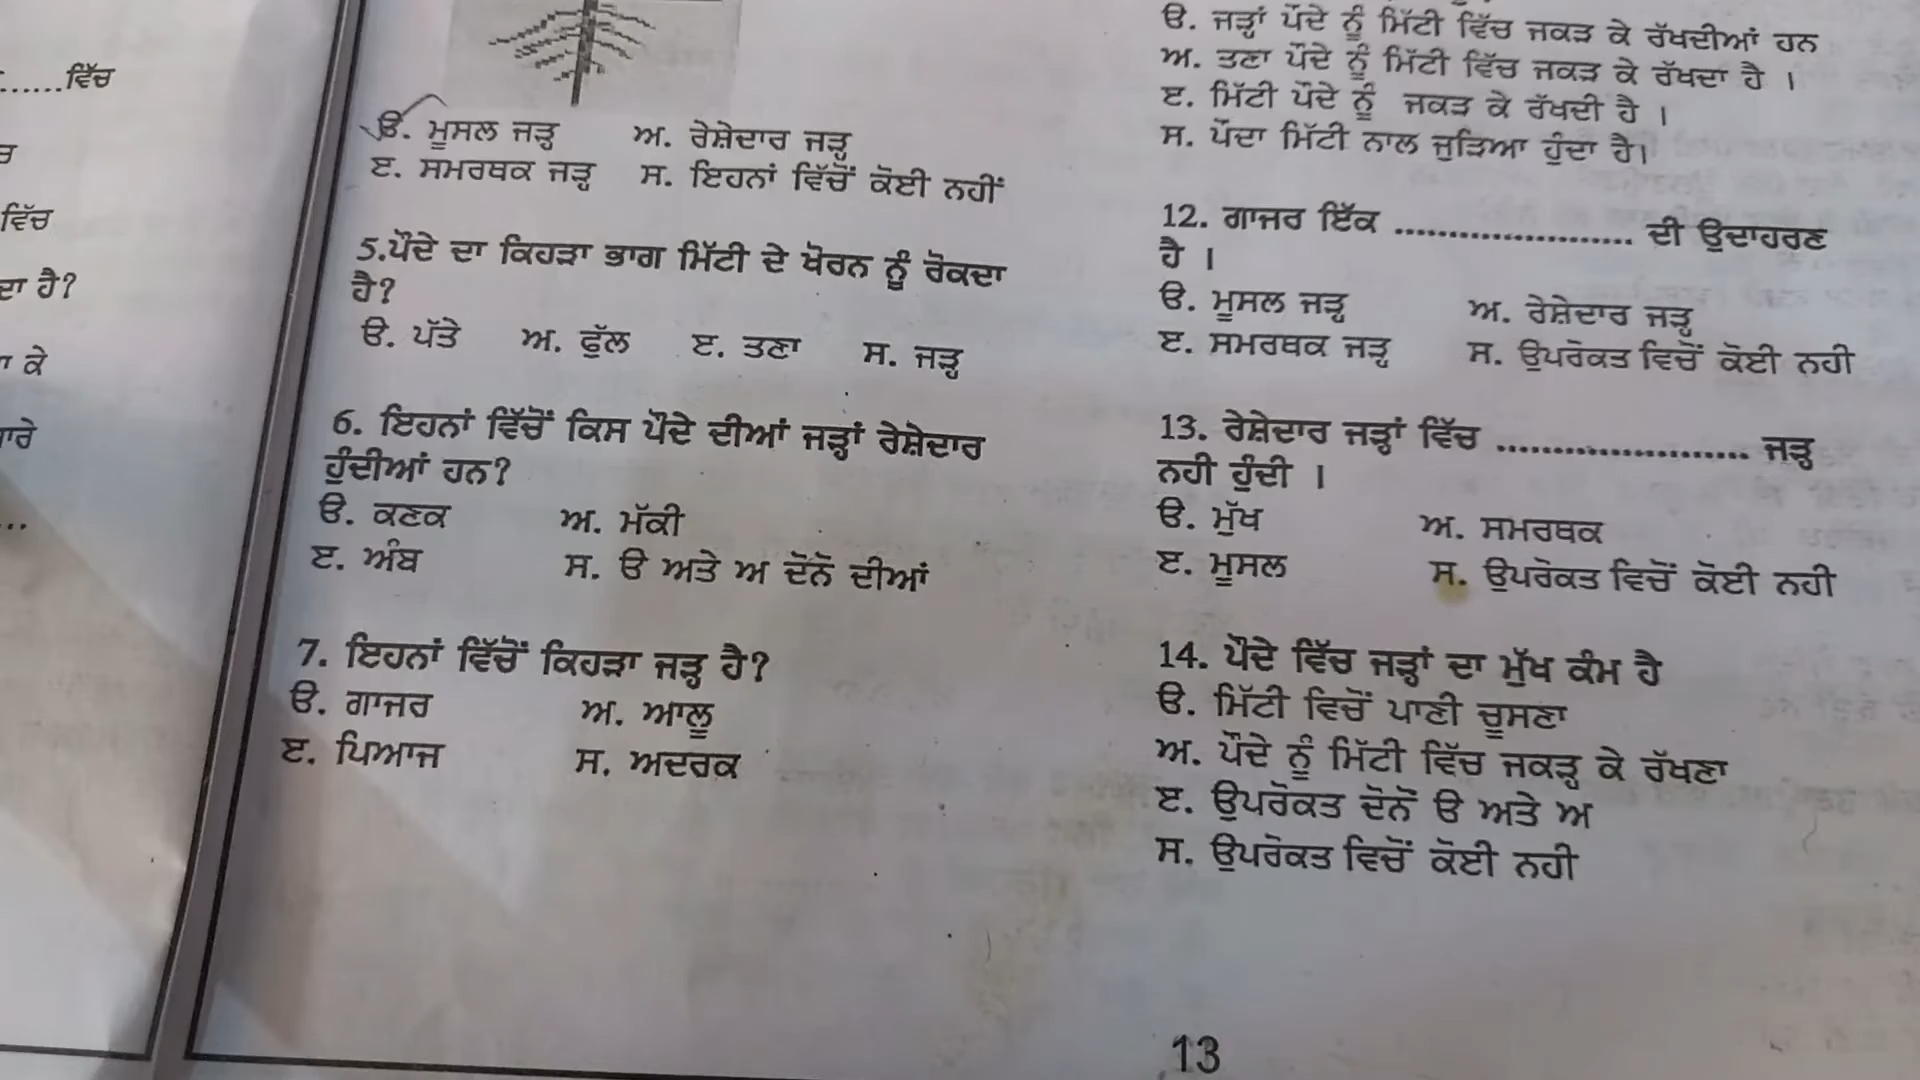 ......ਵਿੱਚ
ਵਿੱਚ
ਦਾ ਹੈ?
ਕੇ
ਾਰੇ
...
ੳ. ਮੂਸਲ ਜੜ੍ਹ ਅ. ਰੇਸ਼ੇਦਾਰ ਜੜ੍ਹ
ੲ. ਸਮਰਥਕ ਜੜ੍ਹ ਸ. ਇਹਨਾਂ ਵਿੱਚੋਂ ਕੋਈ ਨਹੀਂ
5.ਪੌਦੇ ਦਾ ਕਿਹੜਾ ਭਾਗ ਮਿੱਟੀ ਦੇ ਖੋਰਨ ਨੂੰ ਰੋਕਦਾ
ਹੈ?
ੳ. ਪੱਤੇ ਅ. ਫੁੱਲ ੲ. ਤਣਾ ਸ. ਜੜ੍ਹ
6. ਇਹਨਾਂ ਵਿੱਚੋਂ ਕਿਸ ਪੌਦੇ ਦੀਆਂ ਜੜ੍ਹਾਂ ਰੇਸ਼ੇਦਾਰ
ਹੁੰਦੀਆਂ ਹਨ?
ੳ. ਕਣਕ ਅ. ਮੱਕੀ
ੲ. ਅੰਬ ਸ. ੳ ਅਤੇ ਅ ਦੋਨੋ ਦੀਆਂ
7. ਇਹਨਾਂ ਵਿੱਚੋਂ ਕਿਹੜਾ ਜੜ੍ਹ ਹੈ?
ੳ. ਗਾਜਰ ਅ. ਆਲੂ
ੲ. ਪਿਆਜ ਸ. ਅਦਰਕ
ੳ. ਜੜ੍ਹਾਂ ਪੌਦੇ ਨੂੰ ਮਿੱਟੀ ਵਿੱਚ ਜਕੜ ਕੇ ਰੱਖਦੀਆਂ ਹਨ
ਅ. ਤਣਾ ਪੌਦੇ ਨੂੰ ਮਿੱਟੀ ਵਿੱਚ ਜਕੜ ਕੇ ਰੱਖਦਾ ਹੈ ।
ੲ. ਮਿੱਟੀ ਪੌਦੇ ਨੂੰ ਜਕੜ ਕੇ ਰੱਖਦੀ ਹੈ ।
ਸ. ਪੌਦਾ ਮਿੱਟੀ ਨਾਲ ਜੁੜਿਆ ਹੁੰਦਾ ਹੈ।
12. ਗਾਜਰ ਇੱਕ ...................... ਦੀ ਉਦਾਹਰਣ
ਹੈ ।
ੳ. ਮੂਸਲ ਜੜ੍ਹ ਅ. ਰੇਸ਼ੇਦਾਰ ਜੜ੍ਹ
ੲ. ਸਮਰਥਕ ਜੜ੍ਹ ਸ. ਉਪਰੋਕਤ ਵਿਚੋਂ ਕੋਈ ਨਹੀ
13. ਰੇਸ਼ੇਦਾਰ ਜੜ੍ਹਾਂ ਵਿੱਚ ....................... ਜੜ੍ਹ
ਨਹੀ ਹੁੰਦੀ ।
ੳ. ਮੁੱਖ ਅ. ਸਮਰਥਕ
ੲ. ਮੂਸਲ ਸ. ਉਪਰੋਕਤ ਵਿਚੋਂ ਕੋਈ ਨਹੀ
14. ਪੌਦੇ ਵਿੱਚ ਜੜ੍ਹਾਂ ਦਾ ਮੁੱਖ ਕੰਮ ਹੈ
ੳ. ਮਿੱਟੀ ਵਿਚੋਂ ਪਾਣੀ ਚੂਸਣਾ
ਅ. ਪੌਦੇ ਨੂੰ ਮਿੱਟੀ ਵਿੱਚ ਜਕੜ੍ਹ ਕੇ ਰੱਖਣਾ
ੲ. ਉਪਰੋਕਤ ਦੋਨੋਂ ੳ ਅਤੇ ਅ
ਸ. ਉਪਰੋਕਤ ਵਿਚੋਂ ਕੋਈ ਨਹੀ
13